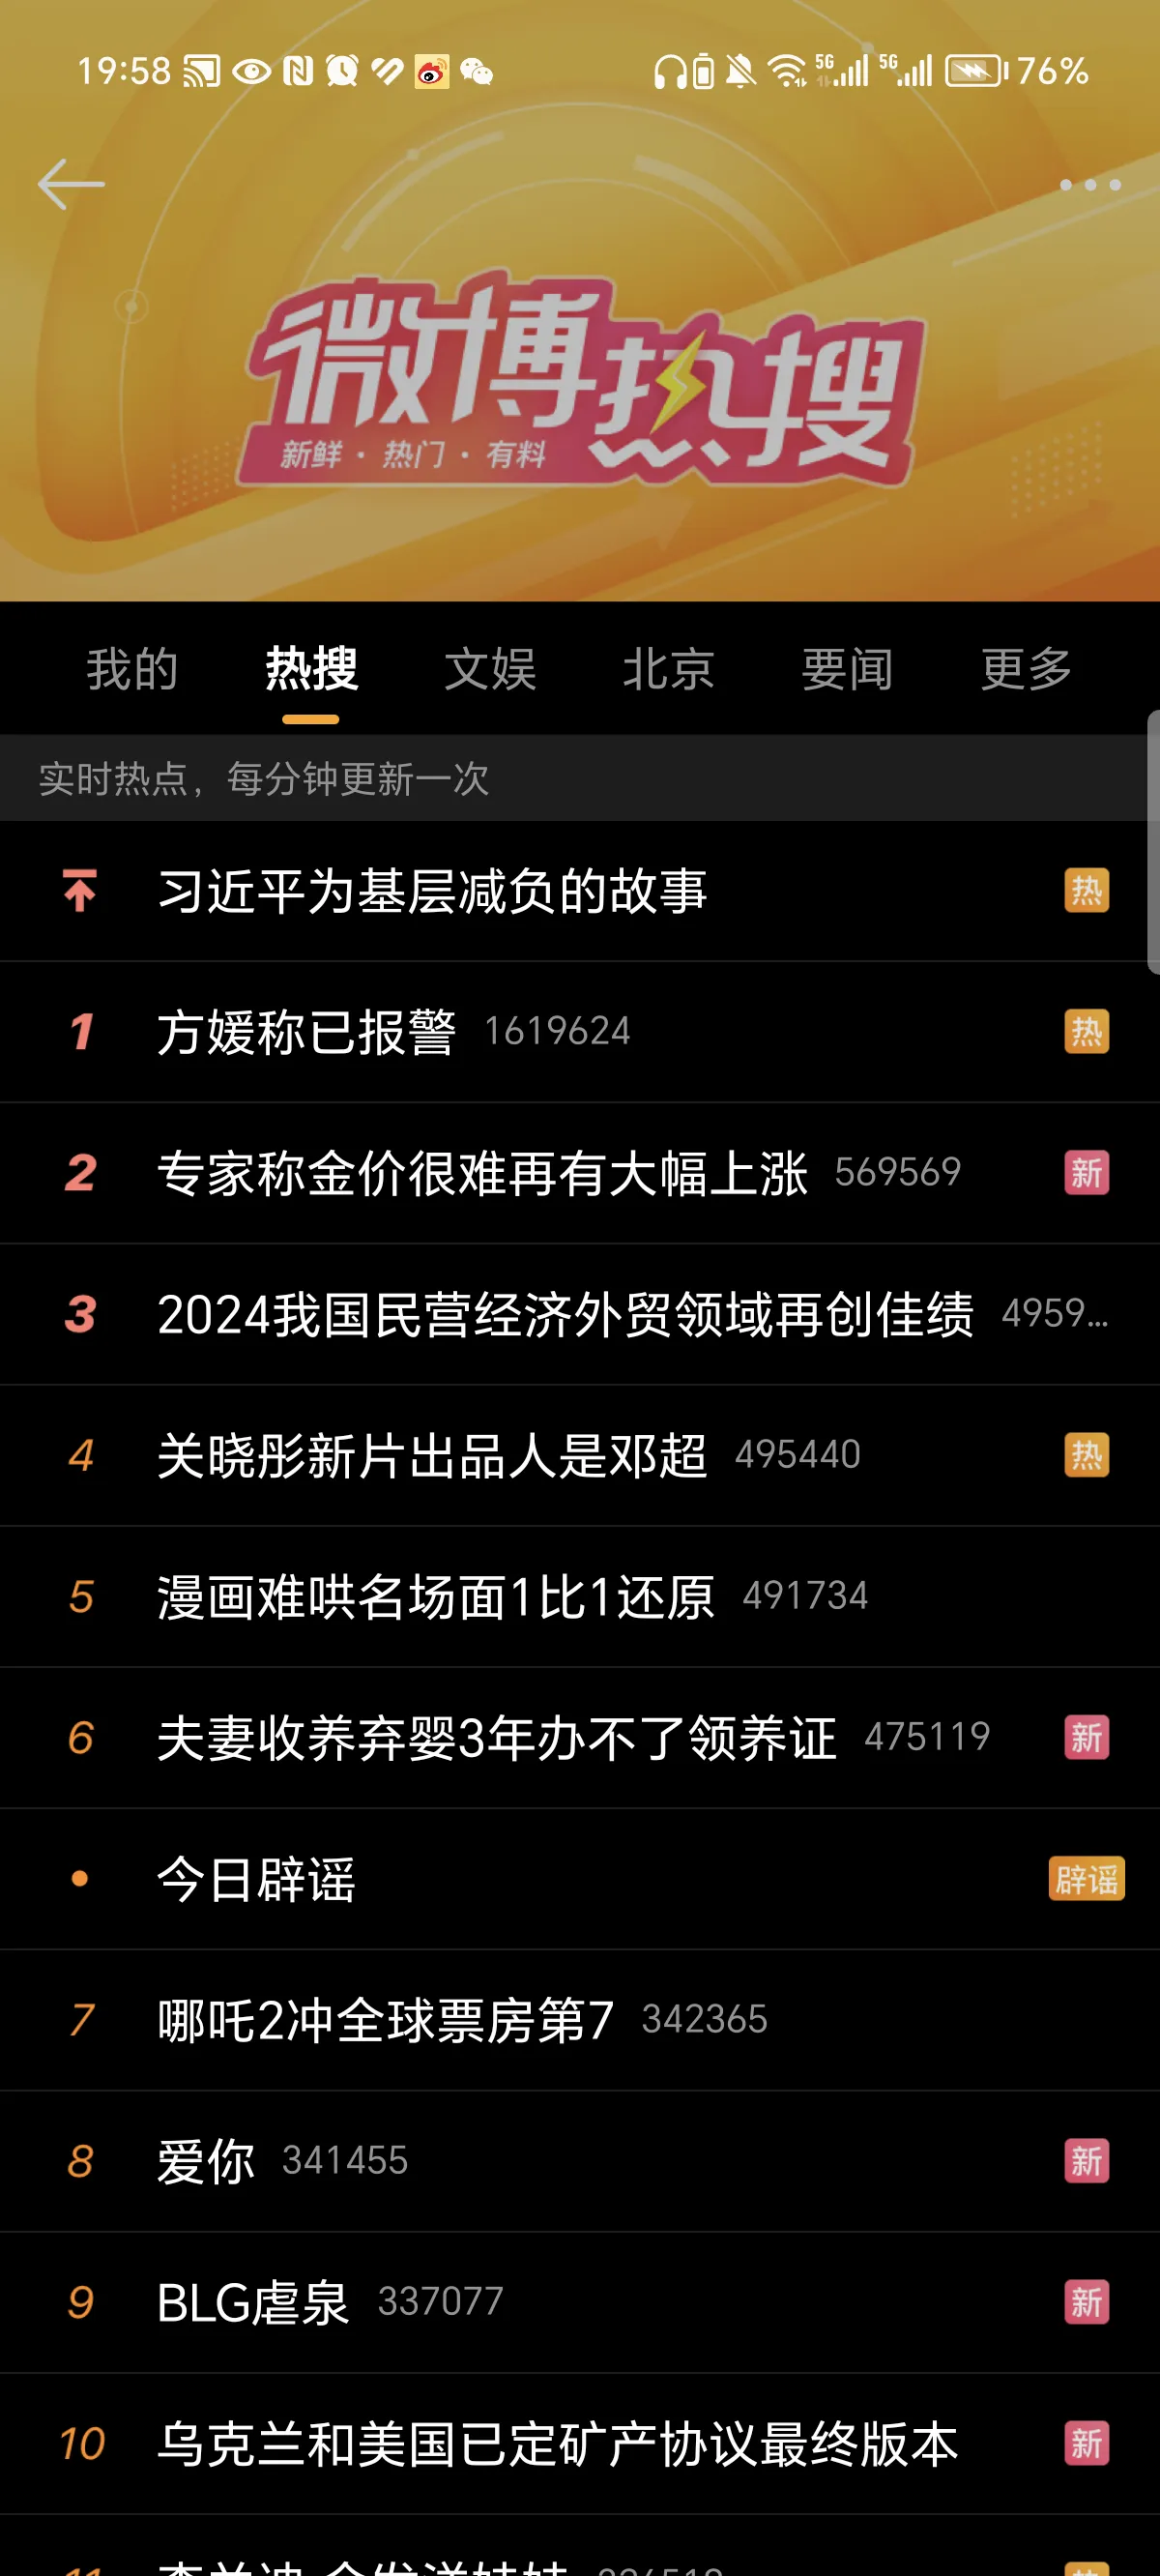 19:58 5G 5G 76%
微博热搜
新鲜·热门·有料
我的 热搜 文娱 北京 要闻 更多
实时热点，每分钟更新一次
习近平为基层减负的故事 热
1 方媛称已报警 1619624 热
2 专家称金价很难再有大幅上涨 569569 新
3 2024我国民营经济外贸领域再创佳绩 4959...
4 关晓彤新片出品人是邓超 495440 热
5 漫画难哄名场面1比1还原 491734
6 夫妻收养弃婴3年办不了领养证 475119 新
今日辟谣 辟谣
7 哪吒2冲全球票房第7 342365
8 爱你 341455 新
9 BLG虐泉 337077 新
10 乌克兰和美国已定矿产协议最终版本 新
11